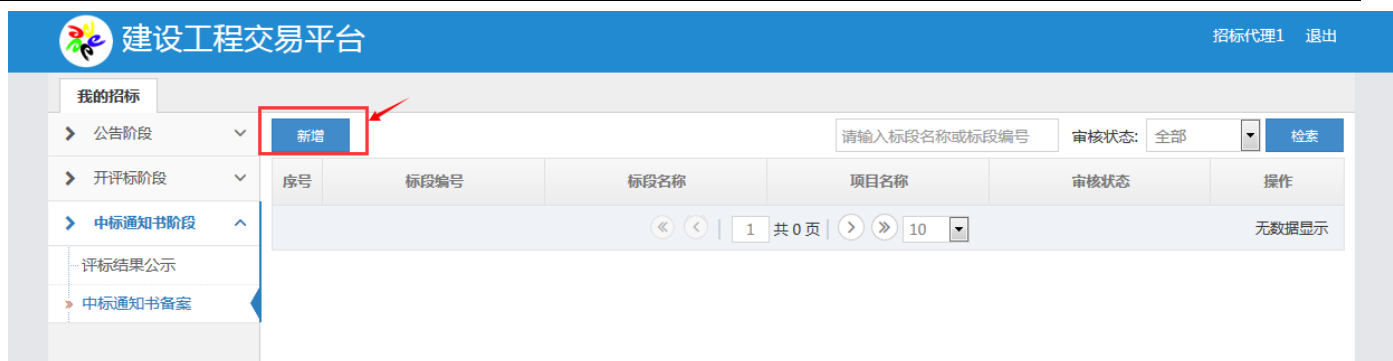 建设工程交易平台
招标代理1 退出
我的招标
公告阶段
新增 请输入标段名称或标段编号 审核状态: 全部 检索
开评标阶段
序号 标段编号 标段名称 项目名称 审核状态 操作
中标通知书阶段
1 共 0 页 10 无数据显示
评标结果公示
中标通知书备案